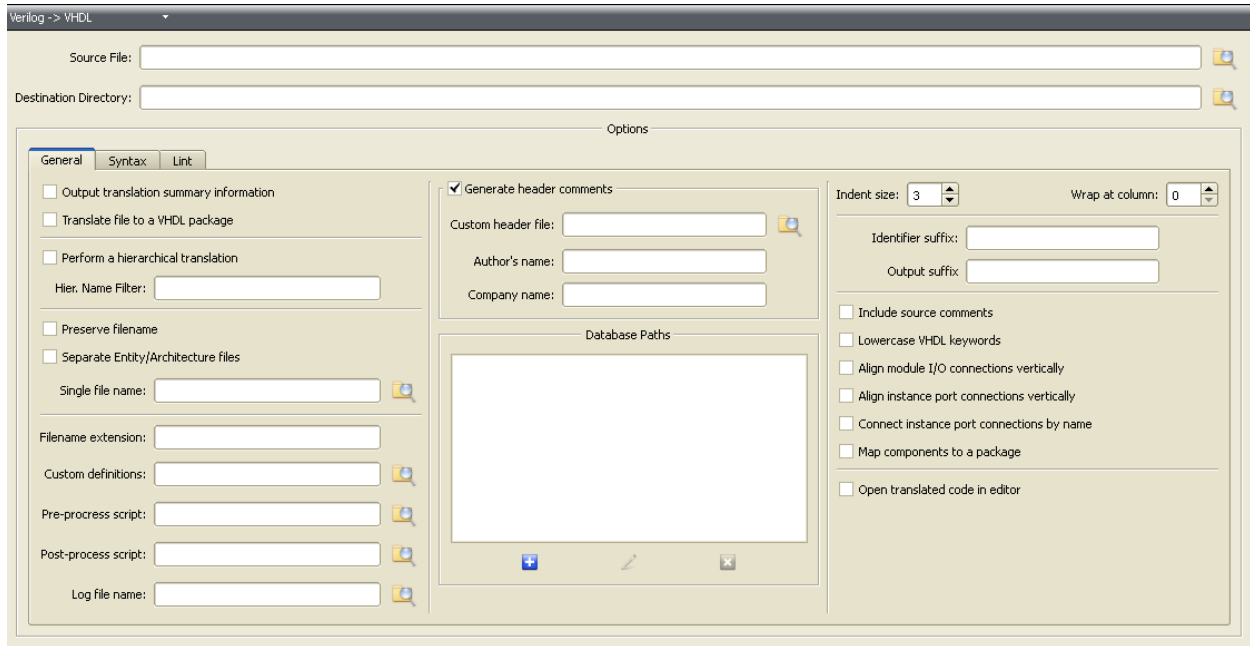 Verilog -> VHDL
Source File:
Destination Directory:
Options
General Syntax Lint
Output translation summary information
Translate file to a VHDL package
Perform a hierarchical translation
Hier. Name Filter:
Preserve filename
Separate Entity/Architecture files
Single file name:
Filename extension:
Custom definitions:
Pre-procress script:
Post-process script:
Log file name:
Generate header comments
Custom header file:
Author's name:
Company name:
Database Paths
Indent size: 3 Wrap at column: 0
Identifier suffix:
Output suffix
Include source comments
Lowercase VHDL keywords
Align module I/O connections vertically
Align instance port connections vertically
Connect instance port connections by name
Map components to a package
Open translated code in editor